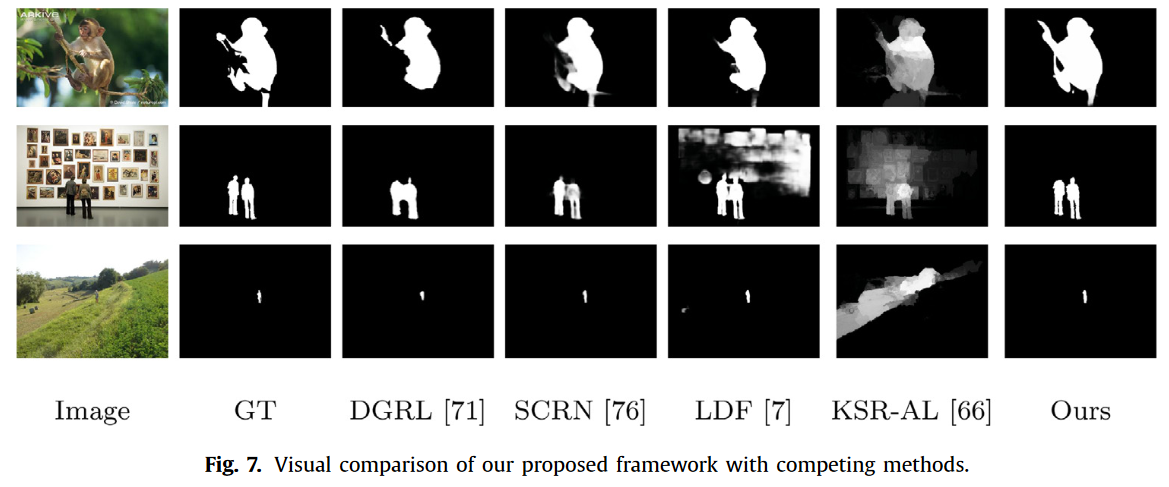 ARKIVE
Image GT DGRL [71] SCRN [76] LDF [7] KSR-AL [66] Ours
Fig. 7. Visual comparison of our proposed framework with competing methods.